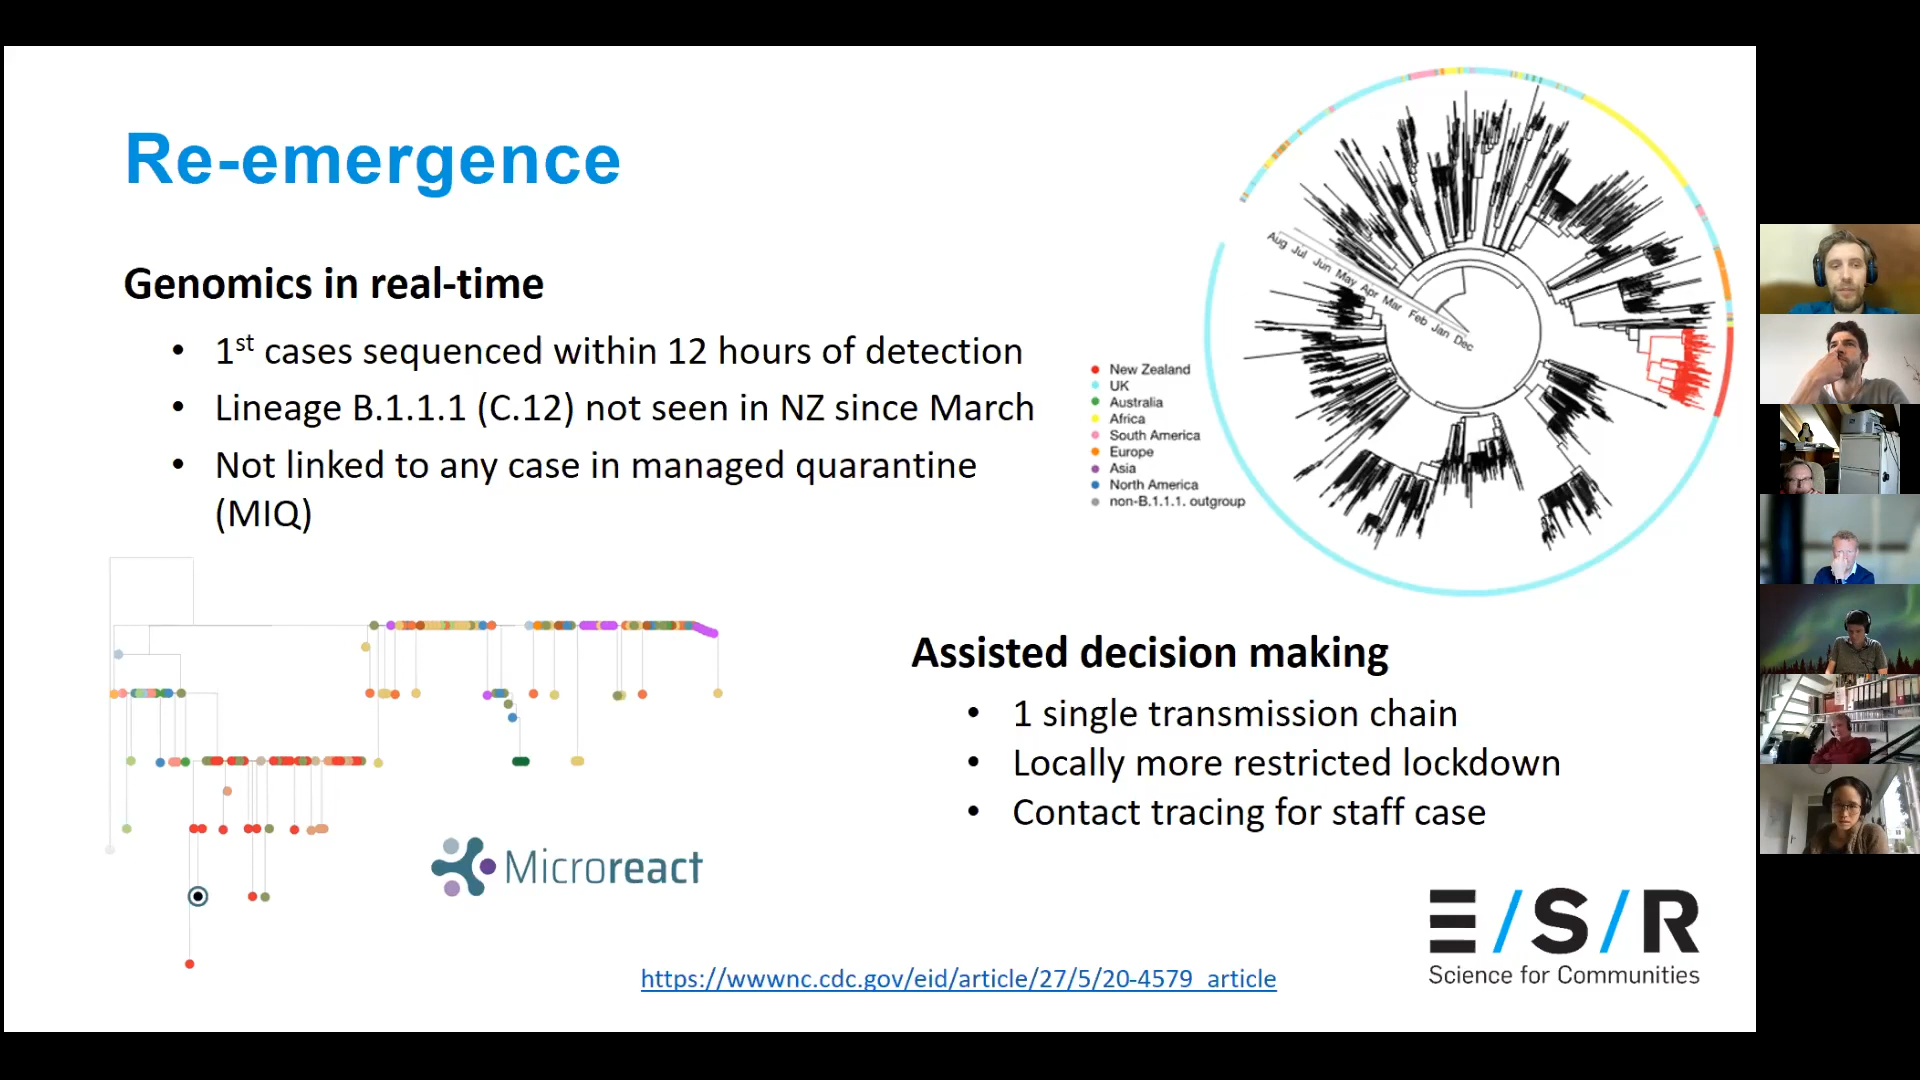 Re-emergence
Genomics in real-time
• 1st cases sequenced within 12 hours of detection
• Lineage B.1.1.1 (C.12) not seen in NZ since March
• Not linked to any case in managed quarantine
(MIQ)
Aug Jul Jun May Apr Mar Feb Jan Dec
New Zealand
UK
Australia
Africa
South America
Europe
Asia
North America
non-B.1.1.1. outgroup
Assisted decision making
• 1 single transmission chain
• Locally more restricted lockdown
• Contact tracing for staff case
Microreact
https://wwwnc.cdc.gov/eid/article/27/5/20-4579_article
E/S/R
Science for Communities